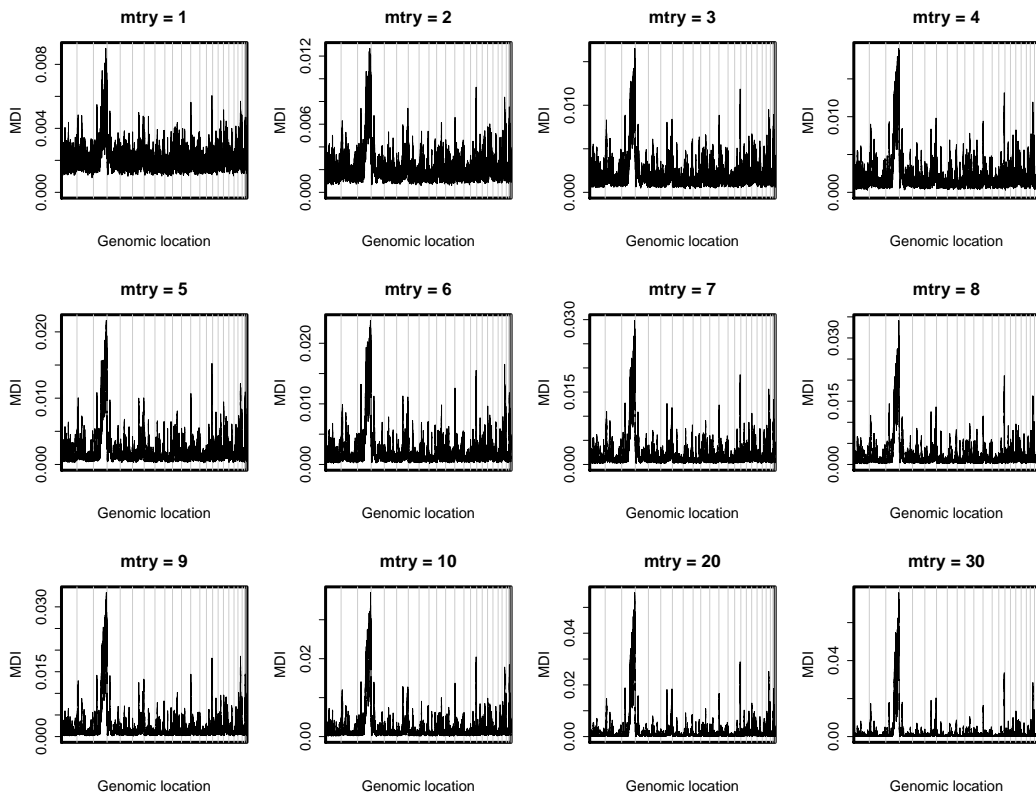 mtry = 1
MDI
0.000
0.004
0.008
Genomic location
mtry = 2
MDI
0.000
0.006
0.012
Genomic location
mtry = 3
MDI
0.000
0.010
Genomic location
mtry = 4
MDI
0.000
0.010
Genomic location
mtry = 5
MDI
0.000
0.010
0.020
Genomic location
mtry = 6
MDI
0.000
0.010
0.020
Genomic location
mtry = 7
MDI
0.000
0.015
0.030
Genomic location
mtry = 8
MDI
0.000
0.015
0.030
Genomic location
mtry = 9
MDI
0.000
0.015
0.030
Genomic location
mtry = 10
MDI
0.00
0.02
Genomic location
mtry = 20
MDI
0.00
0.02
0.04
Genomic location
mtry = 30
MDI
0.00
0.04
Genomic location